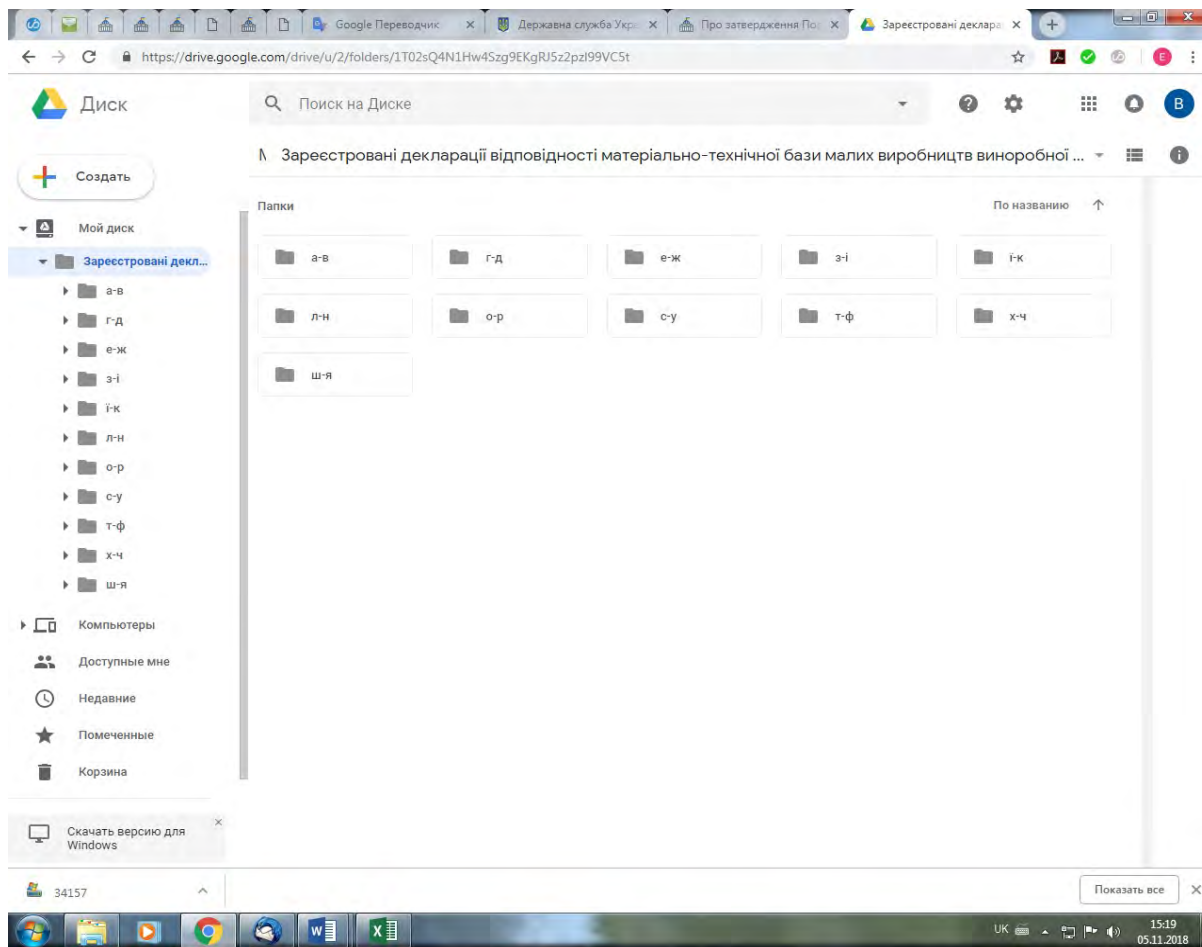 Google Переводчик
Державна служба Укр
Про затвердження По
Зареєстровані деклара
https://drive.google.com/drive/u/2/folders/1T02sQ4N1Hw4Szg9EKgRJ5z2pzl99VC5t
E
Диск
Поиск на Диске
B
Зареєстровані декларації відповідності матеріально-технічної бази малих виробництв виноробної ...
Создать
Папки
По названию
Мой диск
Зареєстровані декл...
а-в
г-д
е-ж
з-і
ї-к
л-н
о-р
с-у
т-ф
х-ч
ш-я
а-в
г-д
е-ж
з-і
ї-к
л-н
о-р
с-у
т-ф
х-ч
ш-я
Компьютеры
Доступные мне
Недавние
Помеченные
Корзина
Скачать версию для
Windows
34157
Показать все
UK
15:19
05.11.2018